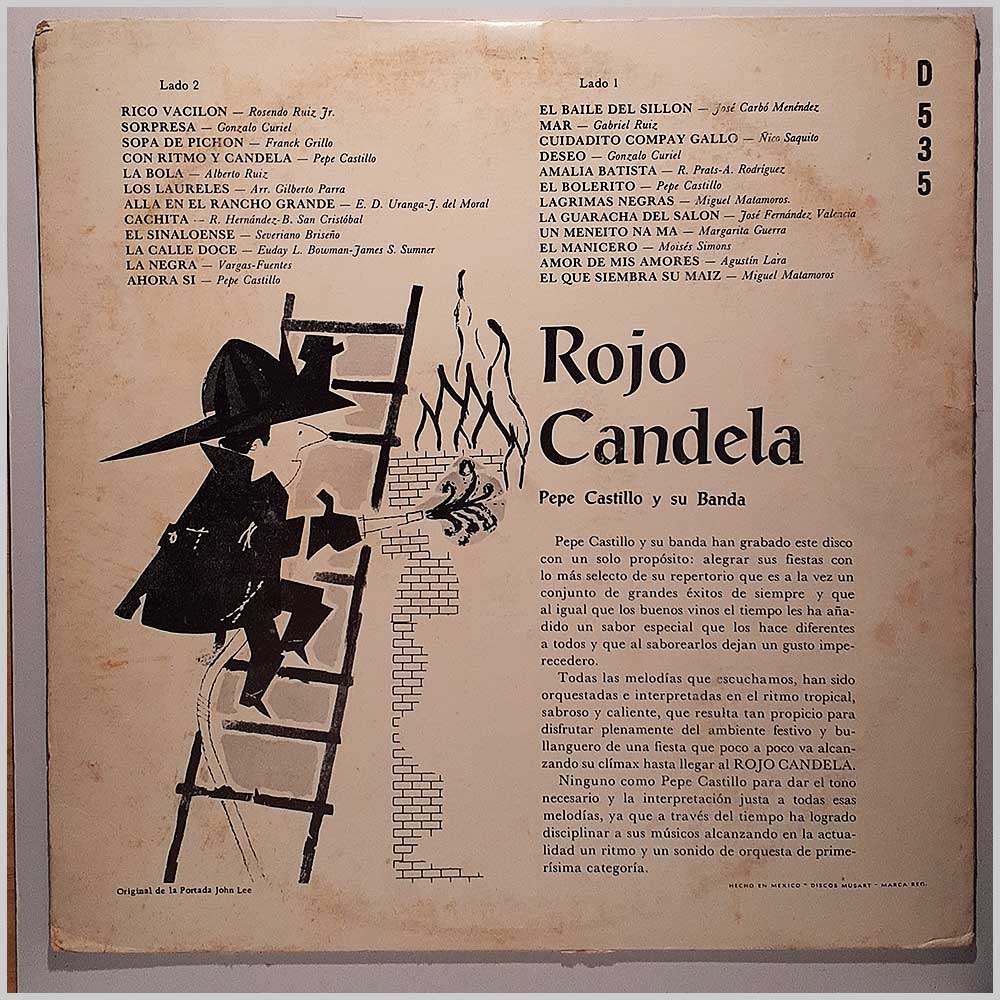 Lado 2
RICO VACILON — Rosendo Ruiz Jr.
SORPRESA — Gonzalo Curiel
SOPA DE PICHON — Franck Grillo
CON RITMO Y CANDELA — Pepe Castillo
LA BOLA — Alberto Ruiz
LOS LAURELES — Arr. Gilberto Parra
ALLA EN EL RANCHO GRANDE — E. D. Uranga-J. del Moral
CACHITA — R. Hernández-B. San Cristóbal
EL SINALOENSE — Severiano Briseño
LA CALLE DOCE — Euday L. Bowman-James S. Sumner
LA NEGRA — Vargas-Fuentes
AHORA SI — Pepe Castillo
Lado 1
EL BAILE DEL SILLON — José Carbó Menéndez
MAR — Gabriel Ruiz
CUIDADITO COMPAY GALLO — Ñico Saquito
DESEO — Gonzalo Curiel
AMALIA BATISTA — R. Prats-A. Rodríguez
EL BOLERITO — Pepe Castillo
LAGRIMAS NEGRAS — Miguel Matamoros.
LA GUARACHA DEL SALON — José Fernández Valencia
UN MENEITO NA MA — Margarita Guerra
EL MANICERO — Moisés Simons
AMOR DE MIS AMORES — Agustín Lara
EL QUE SIEMBRA SU MAIZ — Miguel Matamoros
D
5
3
5
Rojo
Candela
Pepe Castillo y su Banda
Pepe Castillo y su banda han grabado este disco
con un solo propósito: alegrar sus fiestas con
lo más selecto de su repertorio que es a la vez un
conjunto de grandes éxitos de siempre y que
al igual que los buenos vinos el tiempo les ha aña-
dido un sabor especial que los hace diferentes
a todos y que al saborearlos dejan un gusto impe-
recedero.
Todas las melodías que escuchamos, han sido
orquestadas e interpretadas en el ritmo tropical,
sabroso y caliente, que resulta tan propicio para
disfrutar plenamente del ambiente festivo y bu-
llanguero de una fiesta que poco a poco va alcan-
zando su clímax hasta llegar al ROJO CANDELA.
Ninguno como Pepe Castillo para dar el tono
necesario y la interpretación justa a todas esas
melodías, ya que a través del tiempo ha logrado
disciplinar a sus músicos alcanzando en la actua-
lidad un ritmo y un sonido de orquesta de prime-
rísima categoría.
Original de la Portada John Lee
HECHO EN MEXICO - DISCOS MUSART - MARCA REG.